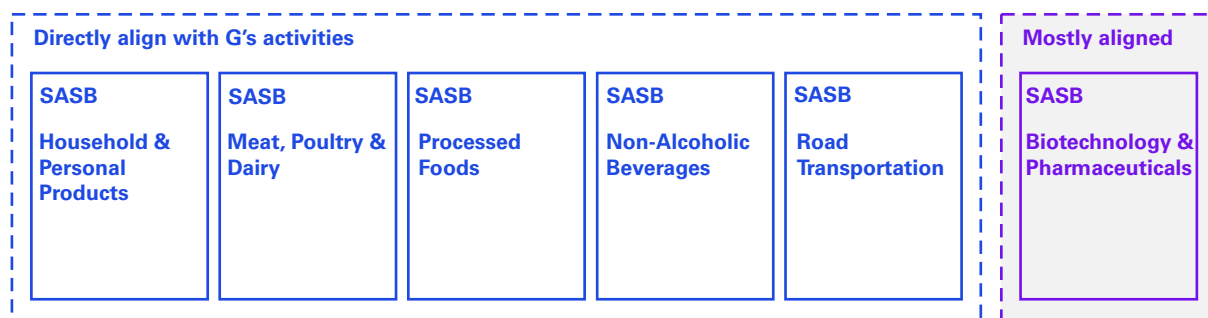 Directly align with G’s activities
SASB
Household &
Personal
Products
SASB
Meat, Poultry &
Dairy
SASB
Processed
Foods
SASB
Non-Alcoholic
Beverages
SASB
Road
Transportation
Mostly aligned
SASB
Biotechnology &
Pharmaceuticals